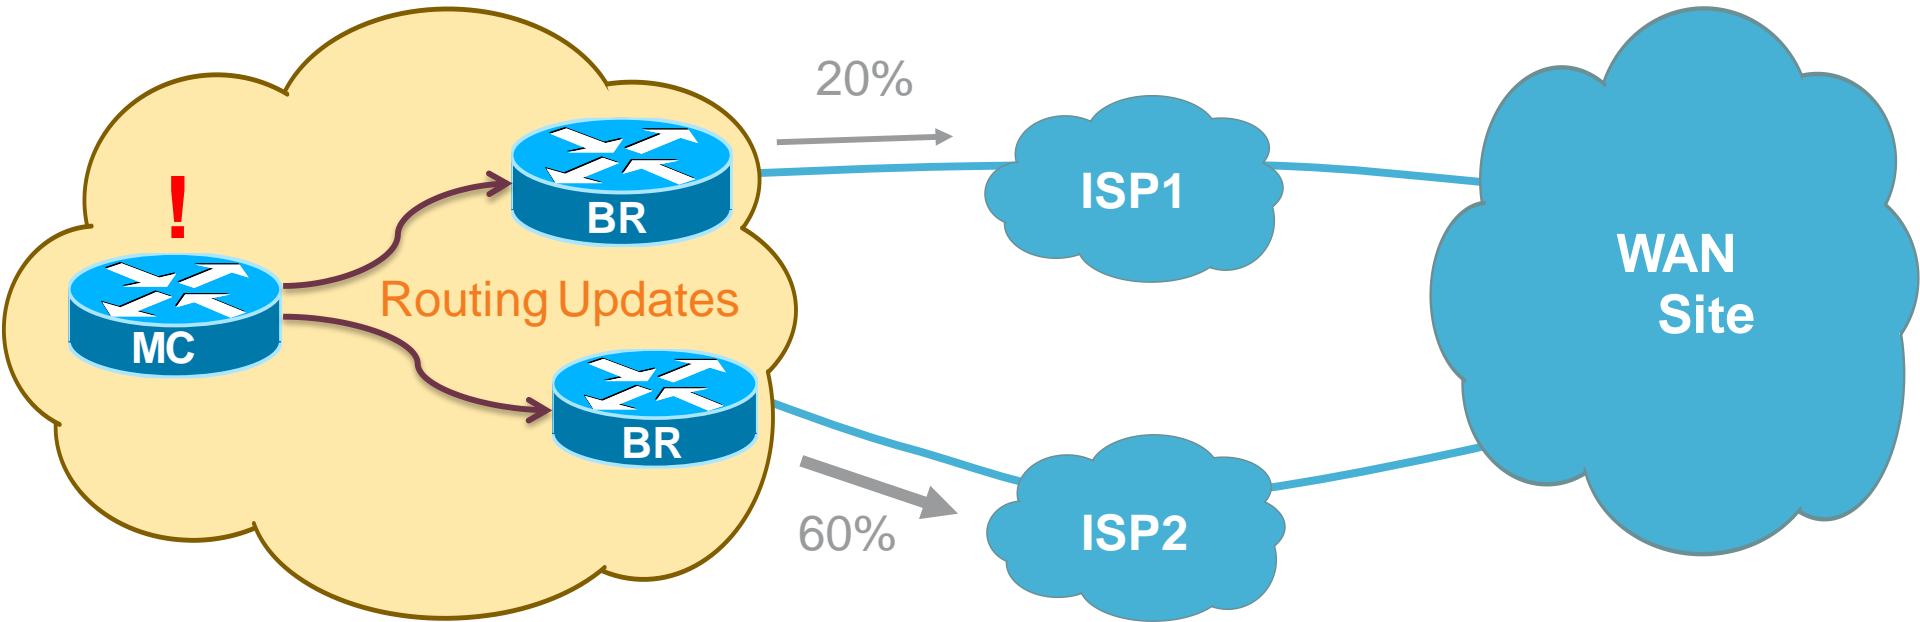 20%
ISP1
BR
!
WAN
Site
Routing Updates
MC
BR
60%
ISP2